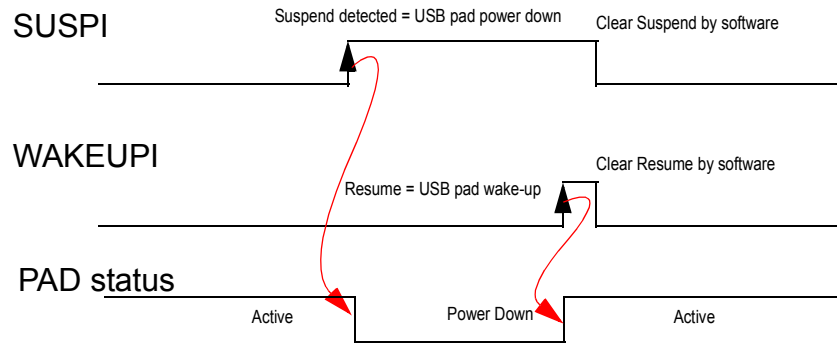 SUSPI
Suspend detected = USB pad power down
Clear Suspend by software
WAKEUPI
Clear Resume by software
Resume = USB pad wake-up
PAD status
Active
Power Down
Active